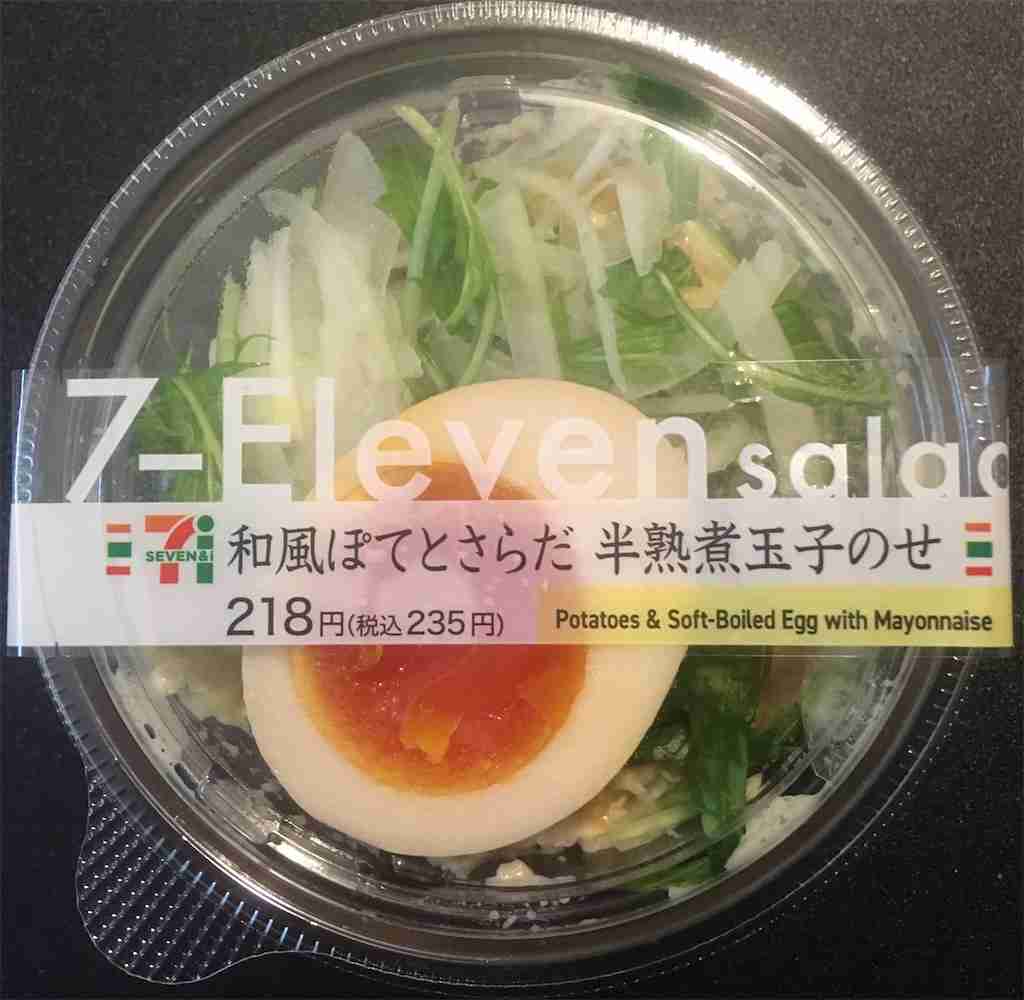 7-Eleven salad
SEVEN&i 和風ぽてとさらだ 半熟煮玉子のせ
218円(税込235円) Potatoes & Soft-Boiled Egg with Mayonnaise